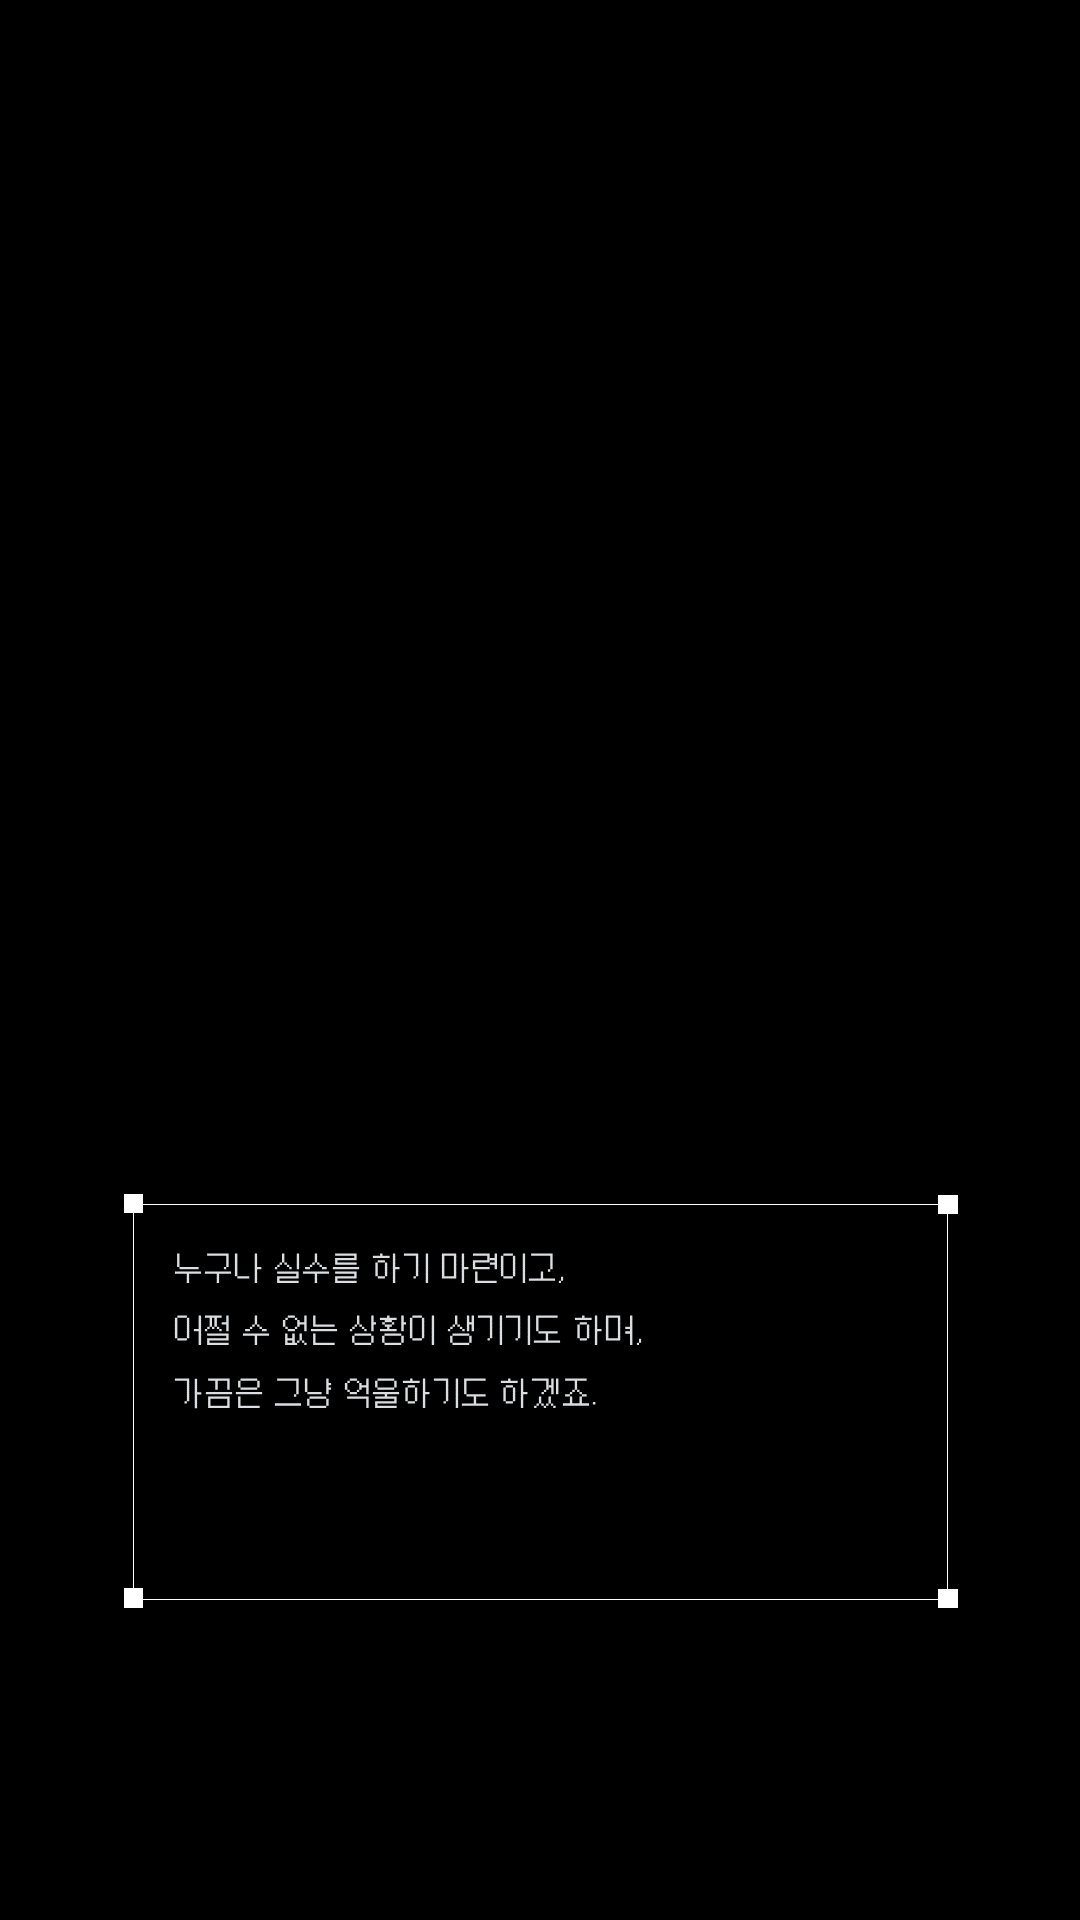 누구나 실수를 하기 마련이고,
어쩔 수 없는 상황이 생기기도 하며,
가끔은 그냥 억울하기도 하겠죠.